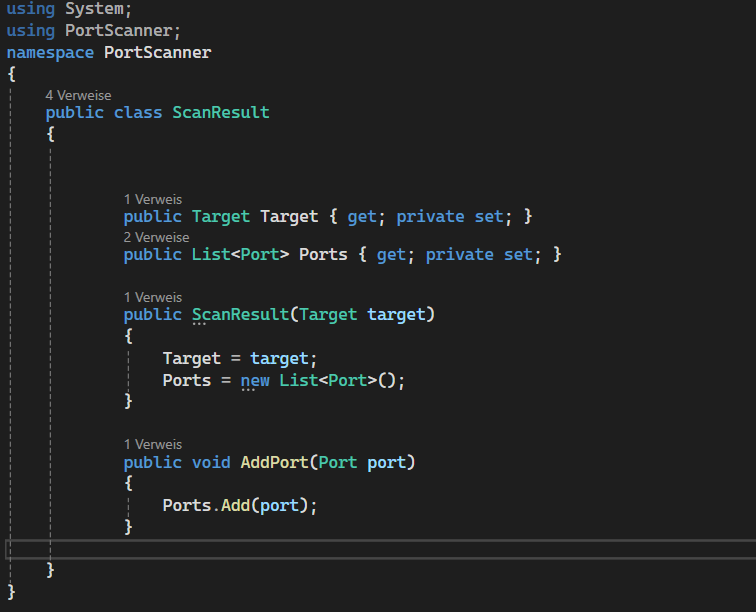 using System;
using PortScanner;
namespace PortScanner
{
4 Verweise
public class ScanResult
{
1 Verweis
public Target Target { get; private set; }
2 Verweise
public List<Port> Ports { get; private set; }
1 Verweis
public ScanResult(Target target)
{
Target = target;
Ports = new List<Port>();
}
1 Verweis
public void AddPort(Port port)
{
Ports.Add(port);
}
}
}